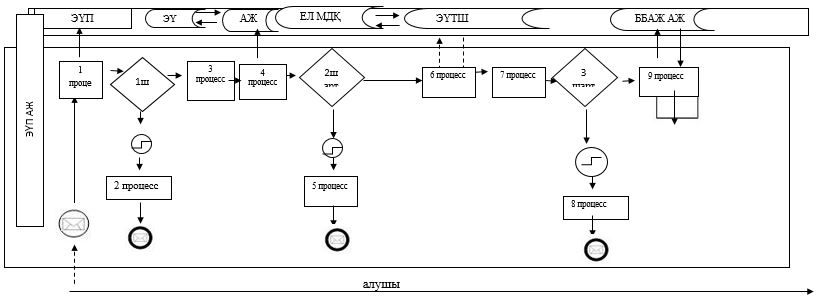 ЭҮП ЭҮ АЖ ЕЛ МДҚ ЭҮТШ ББАЖ АЖ
ЭҮП АЖ
1
проце
1ш
3
процесс
4
процесс
2ш
6 процесс
7 процесс
3
9 процесс
2 процесс
5 процесс
8 процесс
алушы